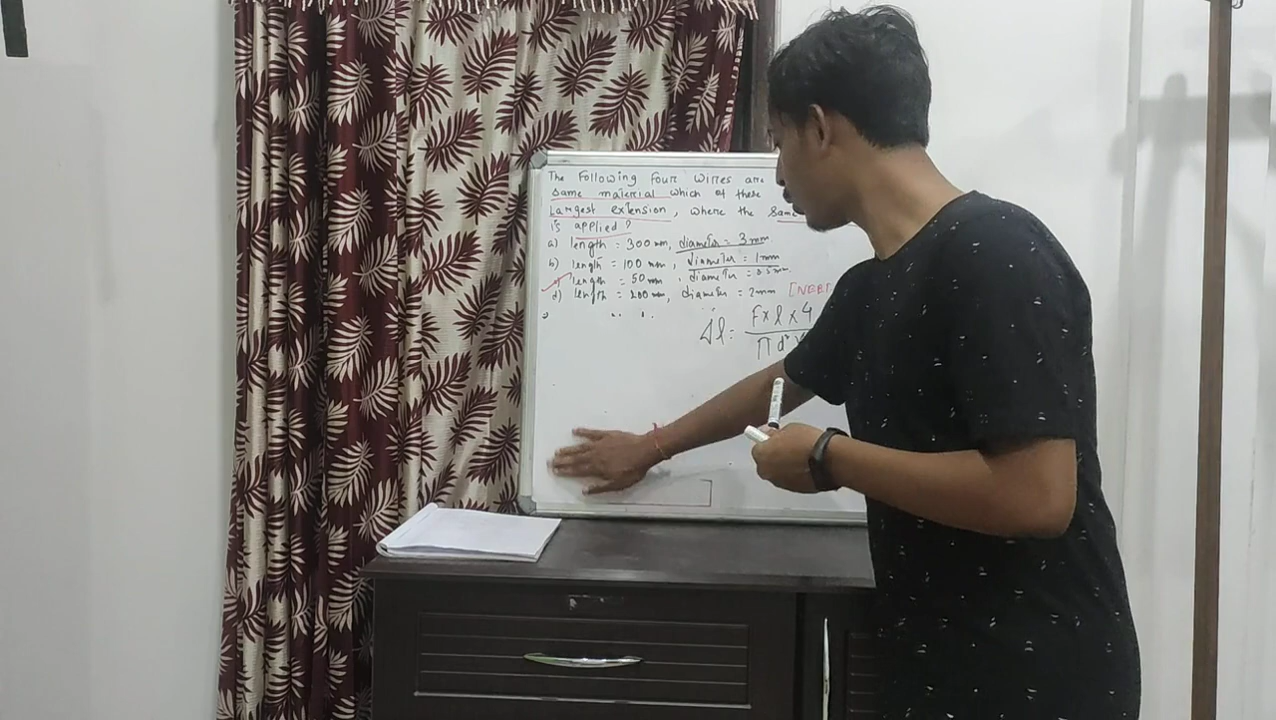 The Following four wires are
Same material which of these
Largest extension, where the Same
is applied?
a) length = 300 mm, diameter = 3 mm
b) length = 100 mm, diameter = 1 mm
c) length = 50 mm, diameter = 0.5 mm
d) length = 200 mm, diameter = 2 mm [NCE
Δl = F × l × 4
π d² Y